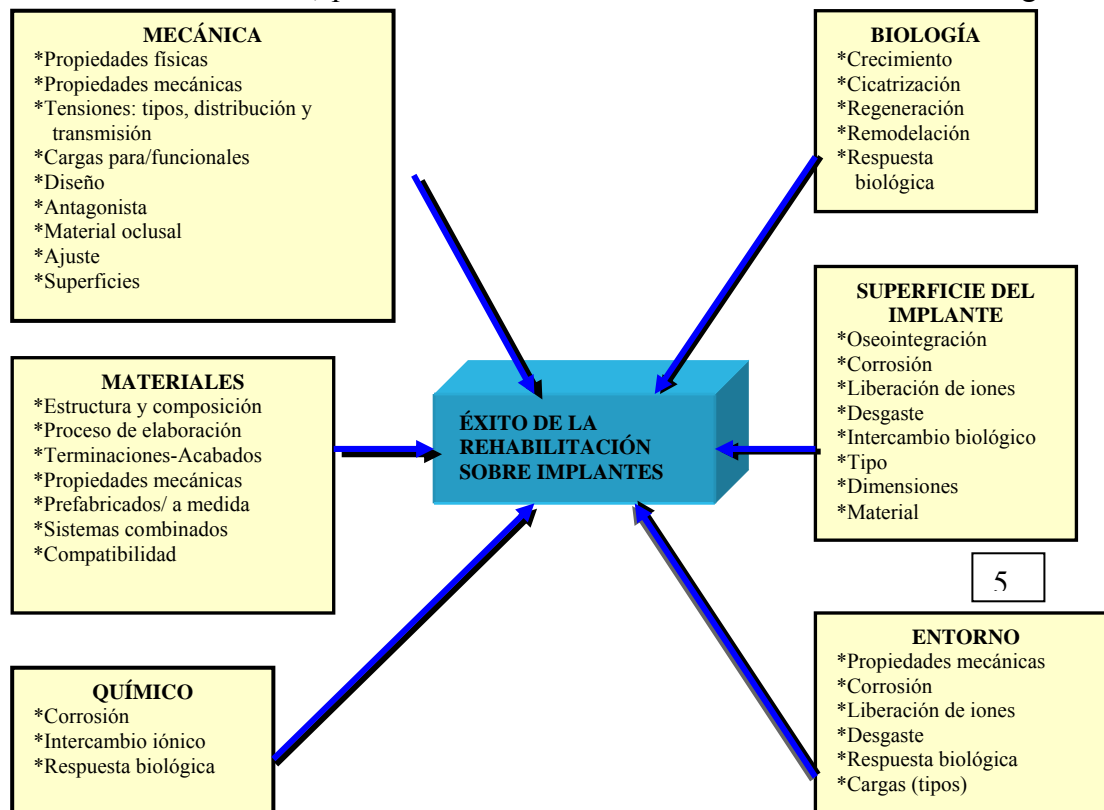 MECÁNICA
*Propiedades físicas
*Propiedades mecánicas
*Tensiones: tipos, distribución y
transmisión
*Cargas para/funcionales
*Diseño
*Antagonista
*Material oclusal
*Ajuste
*Superficies
BIOLOGÍA
*Crecimiento
*Cicatrización
*Regeneración
*Remodelación
*Respuesta
biológica
MATERIALES
*Estructura y composición
*Proceso de elaboración
*Terminaciones-Acabados
*Propiedades mecánicas
*Prefabricados/ a medida
*Sistemas combinados
*Compatibilidad
ÉXITO DE LA
REHABILITACIÓN
SOBRE IMPLANTES
SUPERFICIE DEL
IMPLANTE
*Oseointegración
*Corrosión
*Liberación de iones
*Desgaste
*Intercambio biológico
*Tipo
*Dimensiones
*Material
5
QUÍMICO
*Corrosión
*Intercambio iónico
*Respuesta biológica
ENTORNO
*Propiedades mecánicas
*Corrosión
*Liberación de iones
*Desgaste
*Respuesta biológica
*Cargas (tipos)